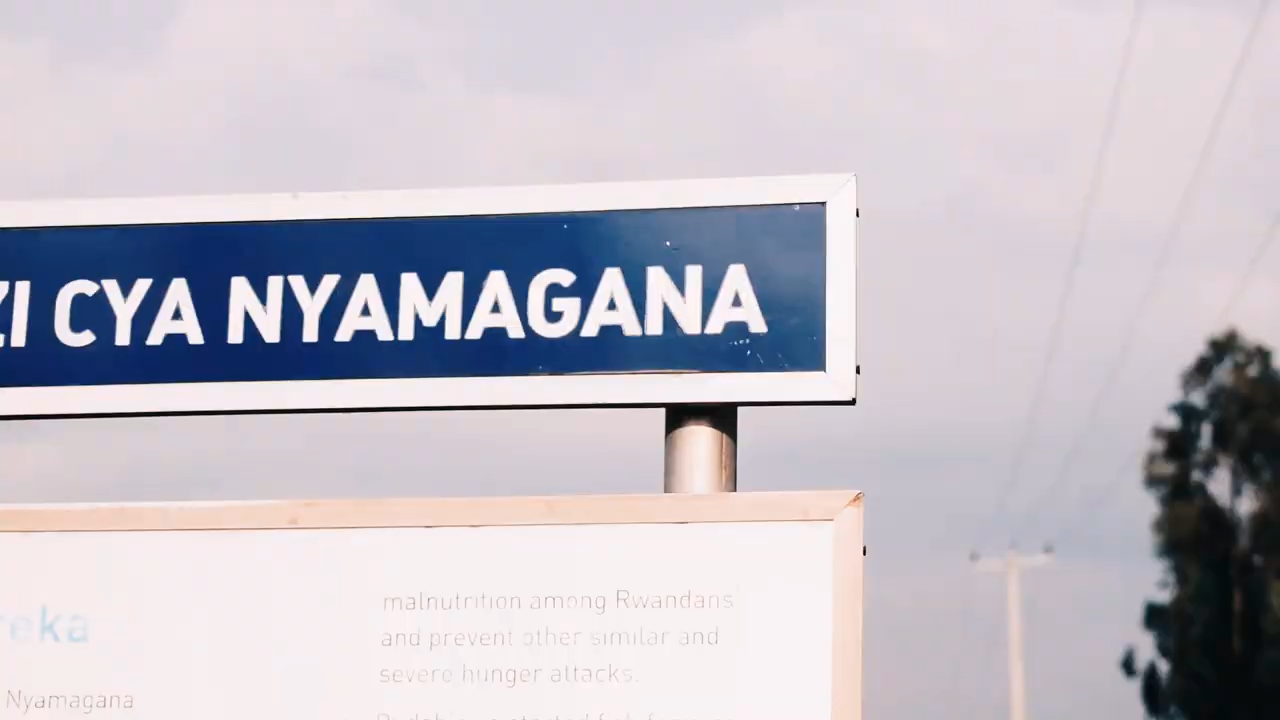 ZI CYA NYAMAGANA
reka
Nyamagana
malnutrition among Rwandans
and prevent other similar and
severe hunger attacks.